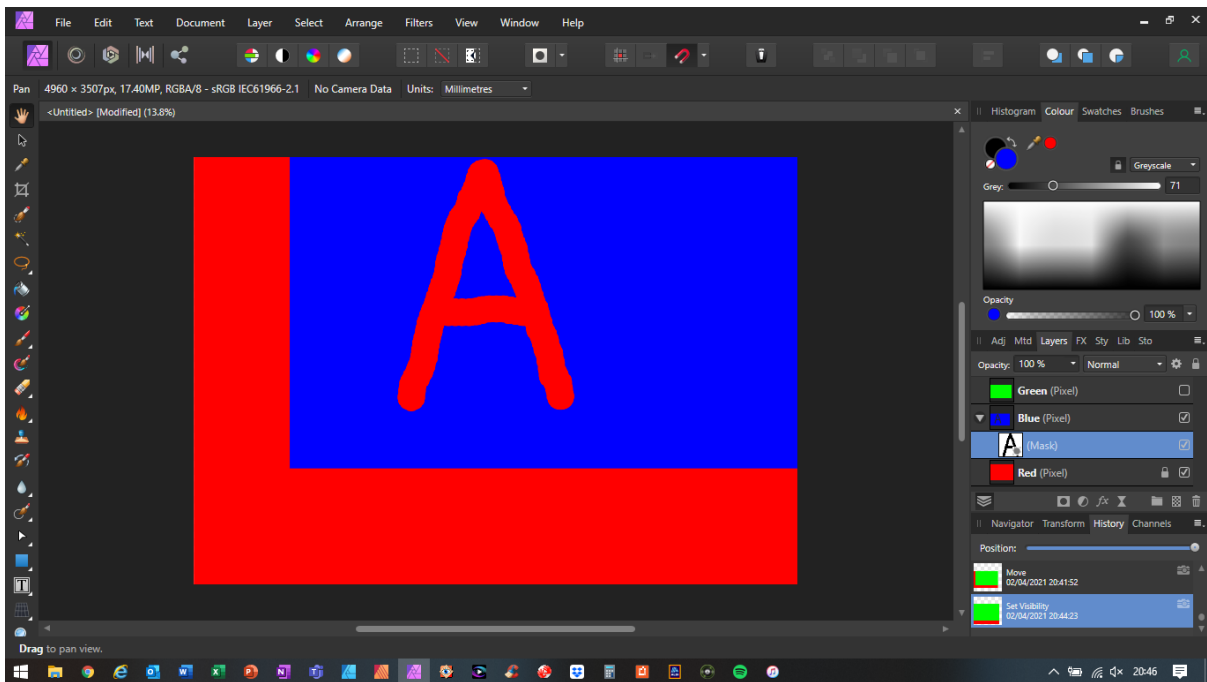 File Edit Text Document Layer Select Arrange Filters View Window Help
Pan 4960 × 3507px, 17.40MP, RGBA/8 - sRGB IEC61966-2.1 No Camera Data Units: Millimetres
<Untitled> [Modified] (13.8%)
Histogram Colour Swatches Brushes
Greyscale
Grey: 71
Opacity
100 %
Adj Mtd Layers FX Sty Lib Sto
Opacity: 100 % Normal
Green (Pixel)
Blue (Pixel)
A (Mask)
Red (Pixel)
fx
Navigator Transform History Channels
Position:
Move
02/04/2021 20:41:52
Set Visibility
02/04/2021 20:44:23
A
T
Drag to pan view.
20:46